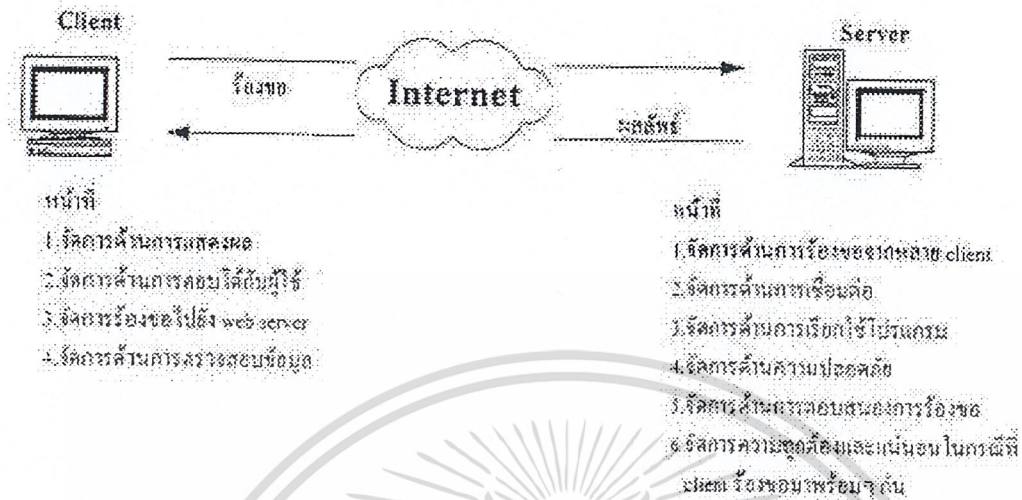 Client
Server
ร้องขอ
Internet
ผลลัพธ์
หน้าที่
1.จัดการด้านการแสดงผล
2.จัดการด้านการตอบโต้กับผู้ใช้
3.จัดการร้องขอไปยัง web server
4.จัดการด้านการตรวจสอบข้อมูล
หน้าที่
1.จัดการด้านการร้องขอจากหลาย client
2.จัดการด้านการเชื่อมต่อ
3.จัดการด้านการเรียกใช้โปรแกรม
4.จัดการด้านความปลอดภัย
5.จัดการด้านการตอบสนองการร้องขอ
6.จัดการความถูกต้องและแน่นอนในกรณีที่
client ร้องขอมาพร้อมๆ กัน